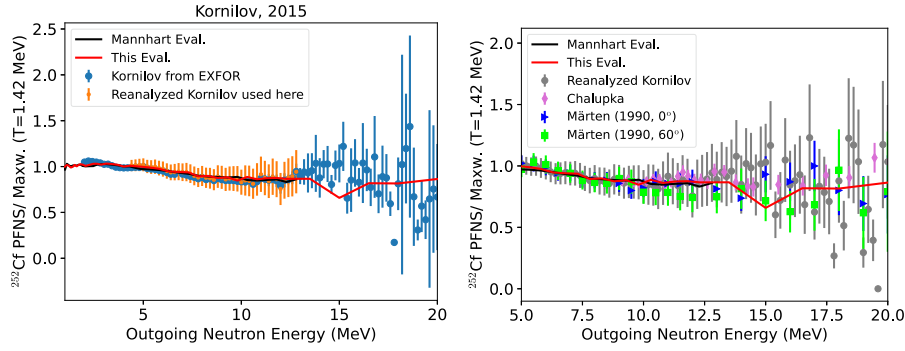 Kornilov, 2015
²⁵²Cf PFNS/ Maxw. (T=1.42 MeV)
2.5
2.0
1.5
1.0
0.5
0.0
Mannhart Eval.
This Eval.
Kornilov from EXFOR
Reanalyzed Kornilov used here
5
10
15
20
Outgoing Neutron Energy (MeV)
²⁵²Cf PFNS/ Maxw. (T=1.42 MeV)
2.0
1.5
1.0
0.5
0.0
Mannhart Eval.
This Eval.
Reanalyzed Kornilov
Chalupka
Märten (1990, 0°)
Märten (1990, 60°)
5.0
7.5
10.0
12.5
15.0
17.5
20.0
Outgoing Neutron Energy (MeV)